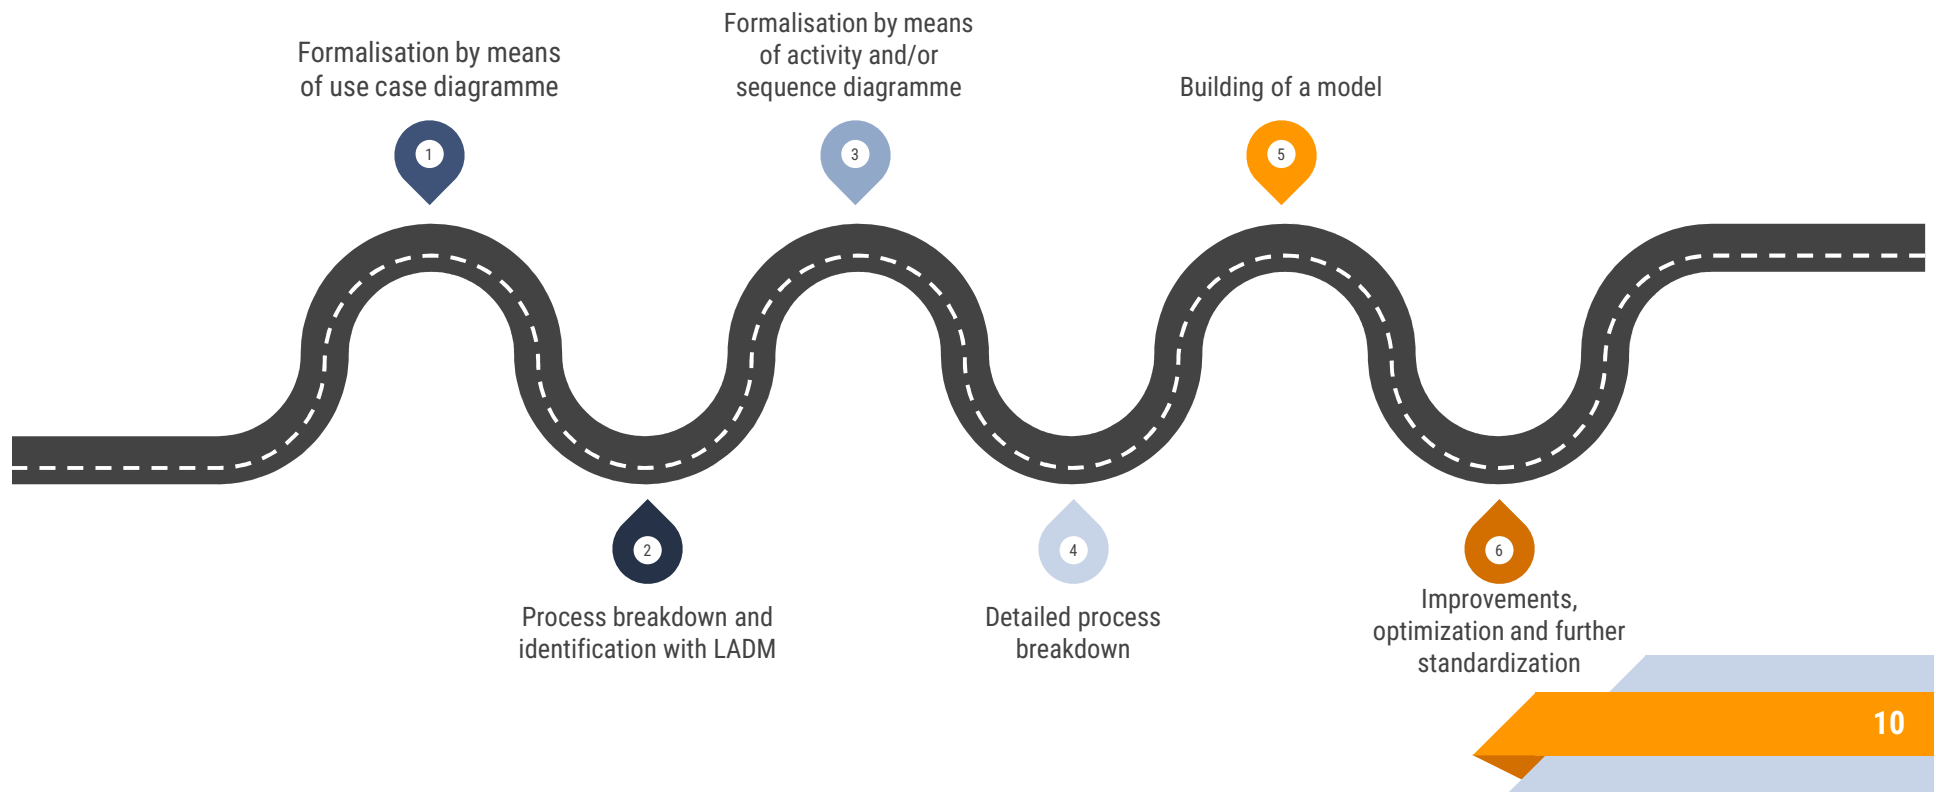 Formalisation by means
of use case diagramme
1
2
Process breakdown and
identification with LADM
Formalisation by means
of activity and/or
sequence diagramme
3
4
Detailed process
breakdown
Building of a model
5
6
Improvements,
optimization and further
standardization
10